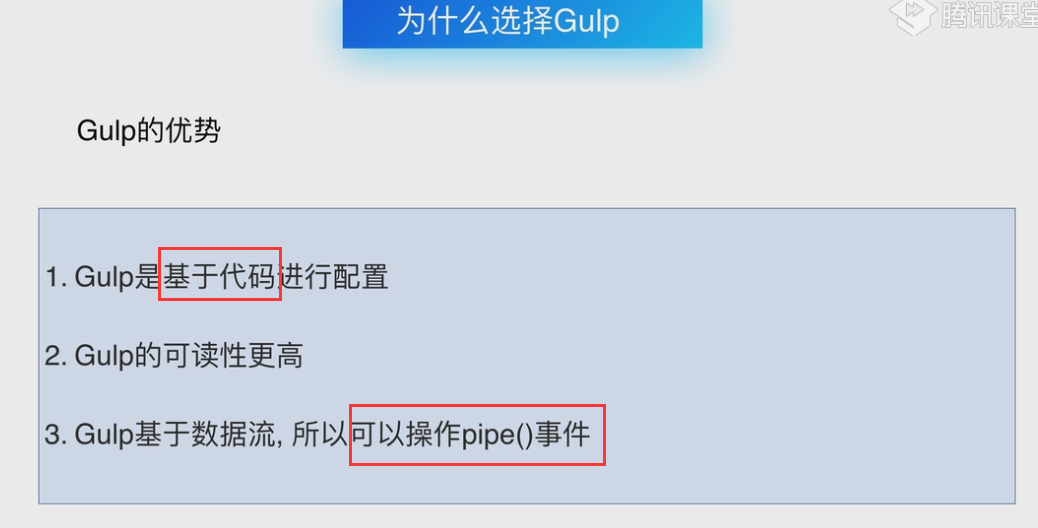 为什么选择Gulp
腾讯课堂
Gulp的优势
1. Gulp是基于代码进行配置
2. Gulp的可读性更高
3. Gulp基于数据流, 所以可以操作pipe()事件